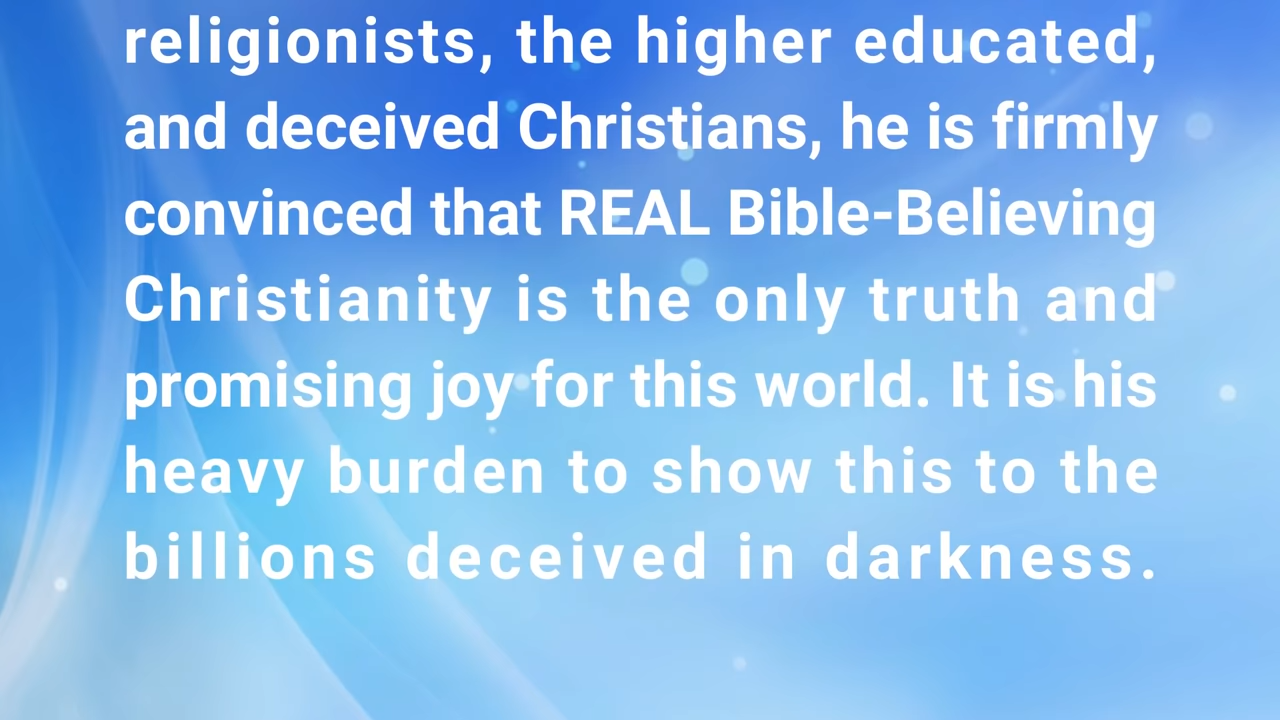 religionists, the higher educated,
and deceived Christians, he is firmly
convinced that REAL Bible-Believing
Christianity is the only truth and
promising joy for this world. It is his
heavy burden to show this to the
billions deceived in darkness.